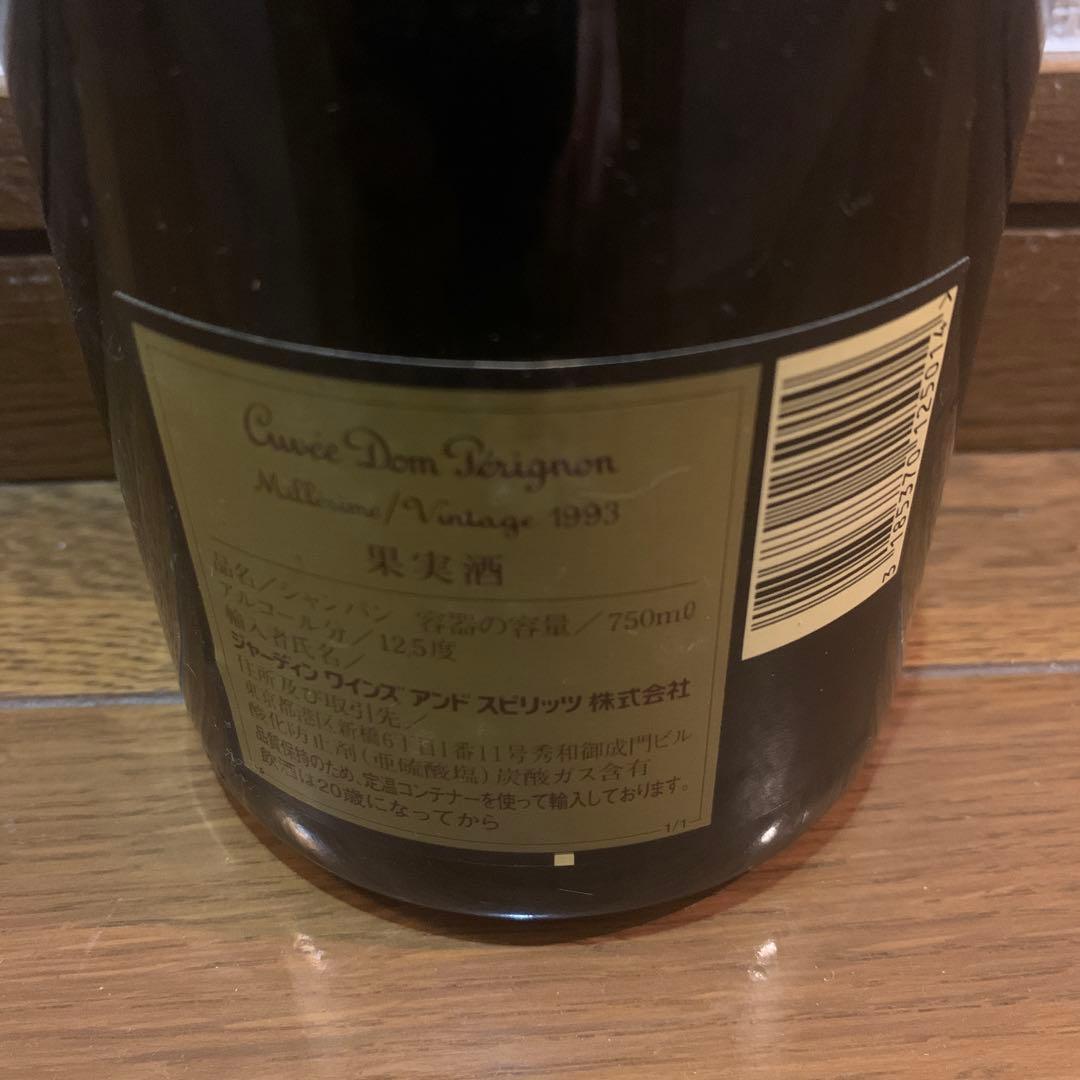 Cuvée Dom Pérignon
Millésime/Vintage 1993
果実酒
品名/シャンパン 容器の容量/750mℓ
アルコール分/12,5度
輸入者氏名/
ジャーディン ワインズ アンド スピリッツ 株式会社
住所及び取引先/
東京都港区新橋6丁目1番11号秀和御成門ビル
酸化防止剤(亜硫酸塩)炭酸ガス含有
品質保持のため、定温コンテナーを使って輸入しております。
飲酒は20歳になってから
1/1
3 185370 125014 >